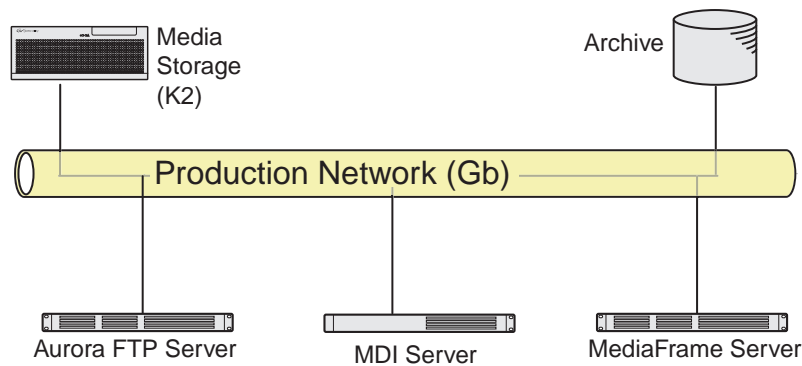 Media
Storage
(K2)
Archive
Production Network (Gb)
Aurora FTP Server
MDI Server
MediaFrame Server